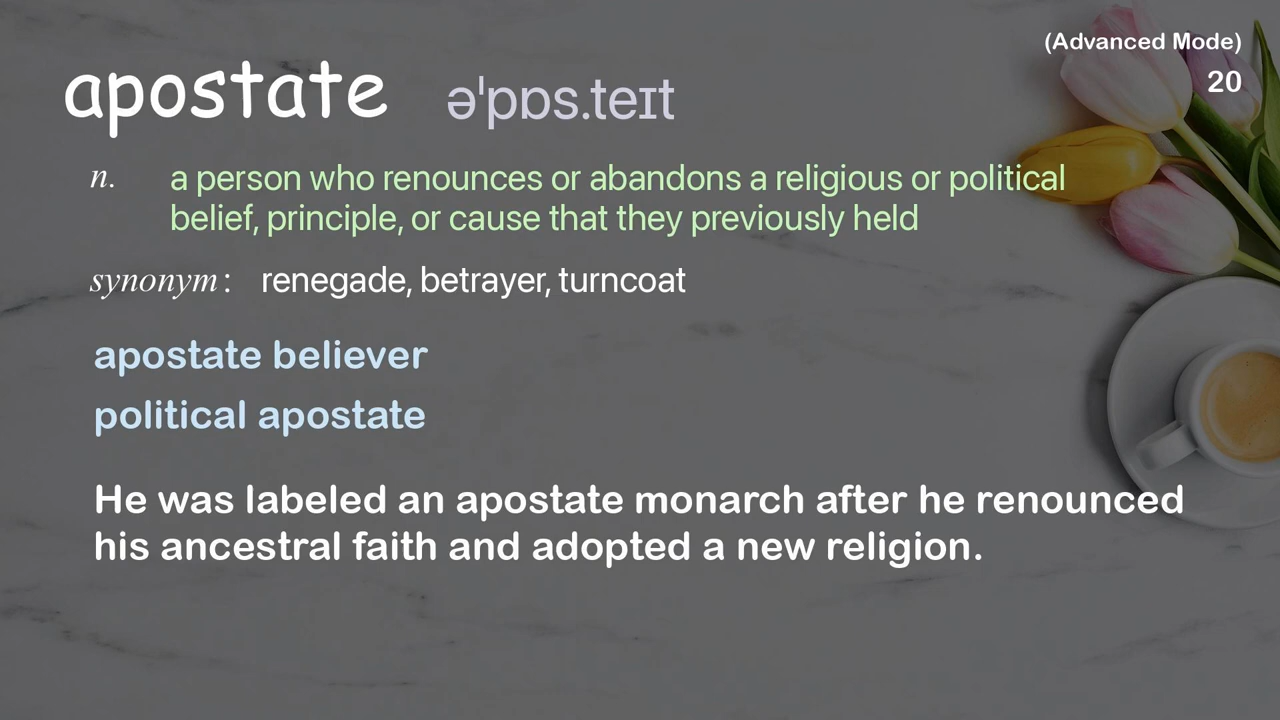 (Advanced Mode)
20
apostate əˈpɒs.teɪt
n. a person who renounces or abandons a religious or political
belief, principle, or cause that they previously held
synonym: renegade, betrayer, turncoat
apostate believer
political apostate
He was labeled an apostate monarch after he renounced
his ancestral faith and adopted a new religion.